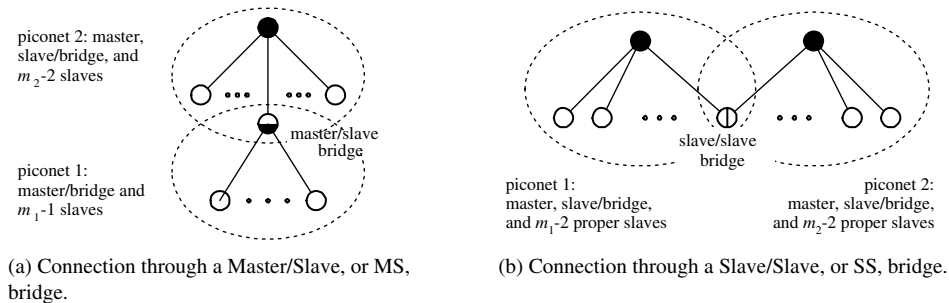 piconet 2: master,
slave/bridge, and
m2-2 slaves
master/slave
bridge
piconet 1:
master/bridge and
m1-1 slaves
(a) Connection through a Master/Slave, or MS,
bridge.
slave/slave
bridge
piconet 1:
master, slave/bridge,
and m1-2 proper slaves
piconet 2:
master, slave/bridge,
and m2-2 proper slaves
(b) Connection through a Slave/Slave, or SS, bridge.